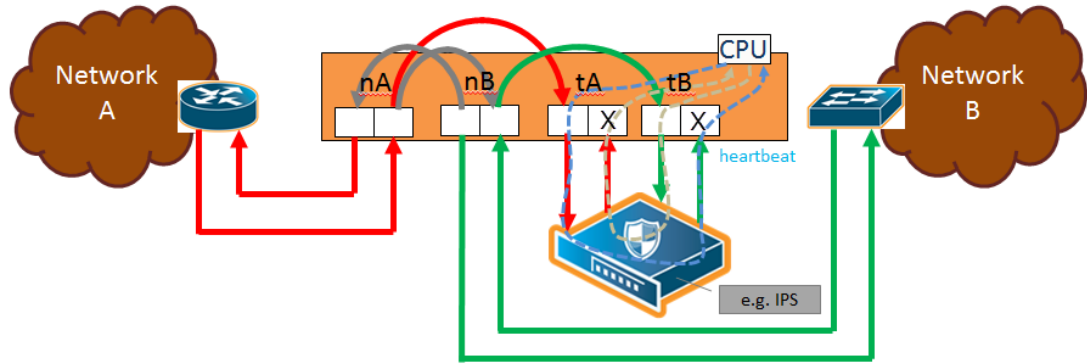 Network
A
CPU
nA
nB
tA
tB
X
X
heartbeat
e.g. IPS
Network
B